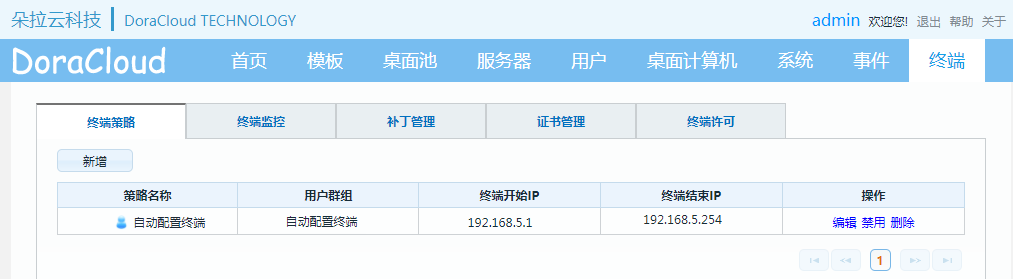 朵拉云科技 DoraCloud TECHNOLOGY admin 欢迎您! 退出 帮助 关于
DoraCloud 首页 模板 桌面池 服务器 用户 桌面计算机 系统 事件 终端
终端策略 终端监控 补丁管理 证书管理 终端许可
新增
策略名称 用户群组 终端开始IP 终端结束IP 操作
自动配置终端 自动配置终端 192.168.5.1 192.168.5.254 编辑 禁用 删除
1